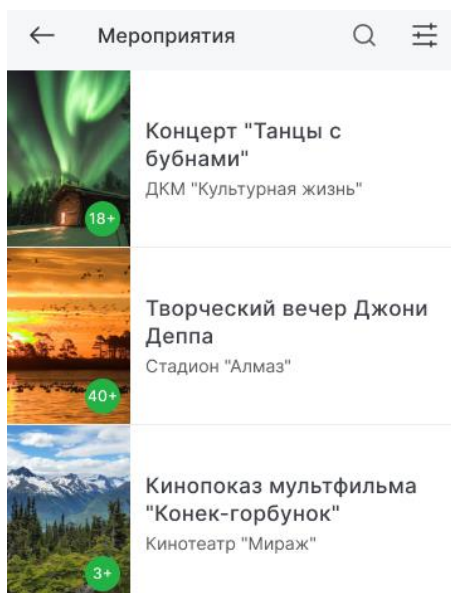 Мероприятия
Концерт "Танцы с
бубнами"
ДКМ "Культурная жизнь"
18+
Творческий вечер Джони
Деппа
Стадион "Алмаз"
40+
Кинопоказ мультфильма
"Конек-горбунок"
Кинотеатр "Мираж"
3+